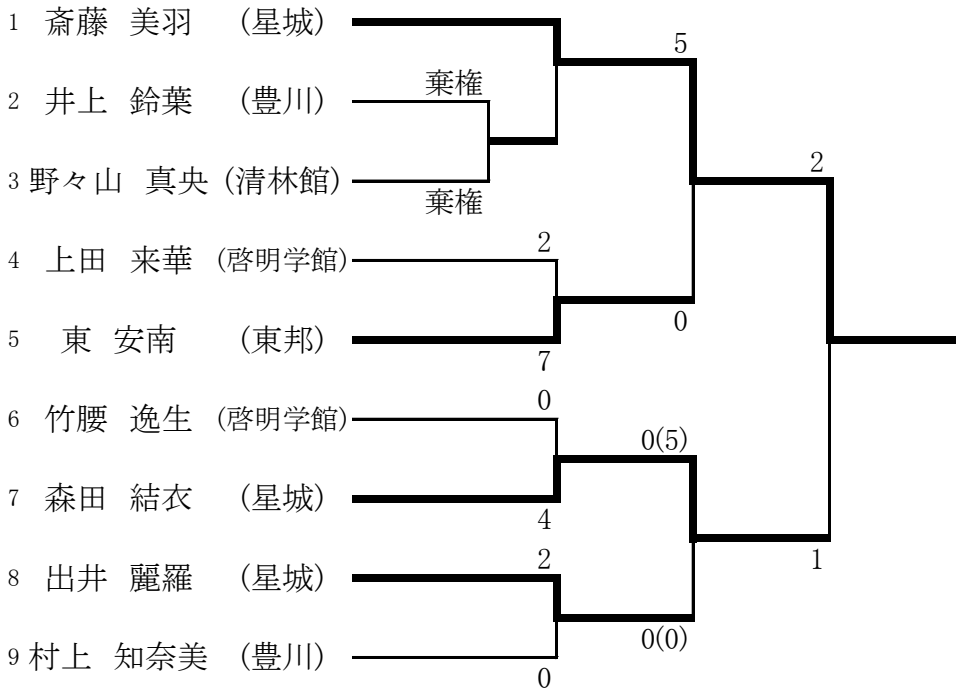 5
1 斎藤 美羽 (星城)
棄権
2 井上 鈴葉 (豊川)
2
3 野々山 真央 (清林館)
棄権
2
4 上田 来華 (啓明学館)
0
5 東 安南 (東邦)
7
0
6 竹腰 逸生 (啓明学館)
0(5)
7 森田 結衣 (星城)
4
2
1
8 出井 麗羅 (星城)
0(0)
9 村上 知奈美 (豊川)
0